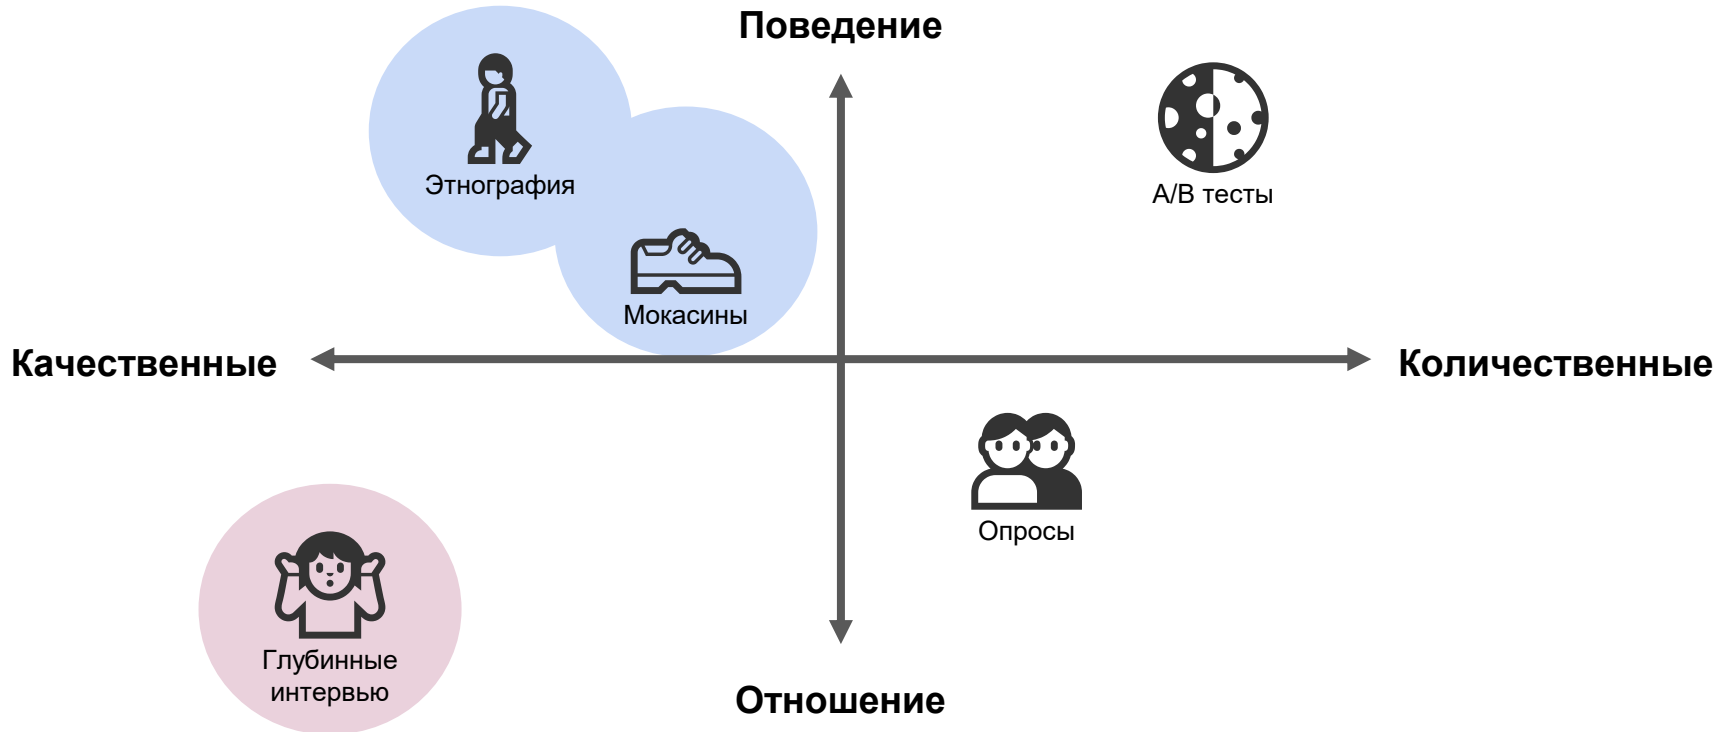 Поведение
Этнография
A/B тесты
Мокасины
Качественные
Количественные
Опросы
Глубинные
интервью
Отношение